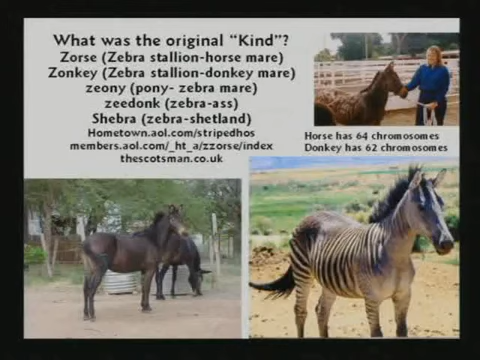 What was the original "Kind"?
Zorse (Zebra stallion-horse mare)
Zonkey (Zebra stallion-donkey mare)
zeony (pony- zebra mare)
zeedonk (zebra-ass)
Shebra (zebra-shetland)
Hometown.aol.com/stripedhos
members.aol.com/_ht_a/zzorse/index
thescotsman.co.uk
Horse has 64 chromosomes
Donkey has 62 chromosomes